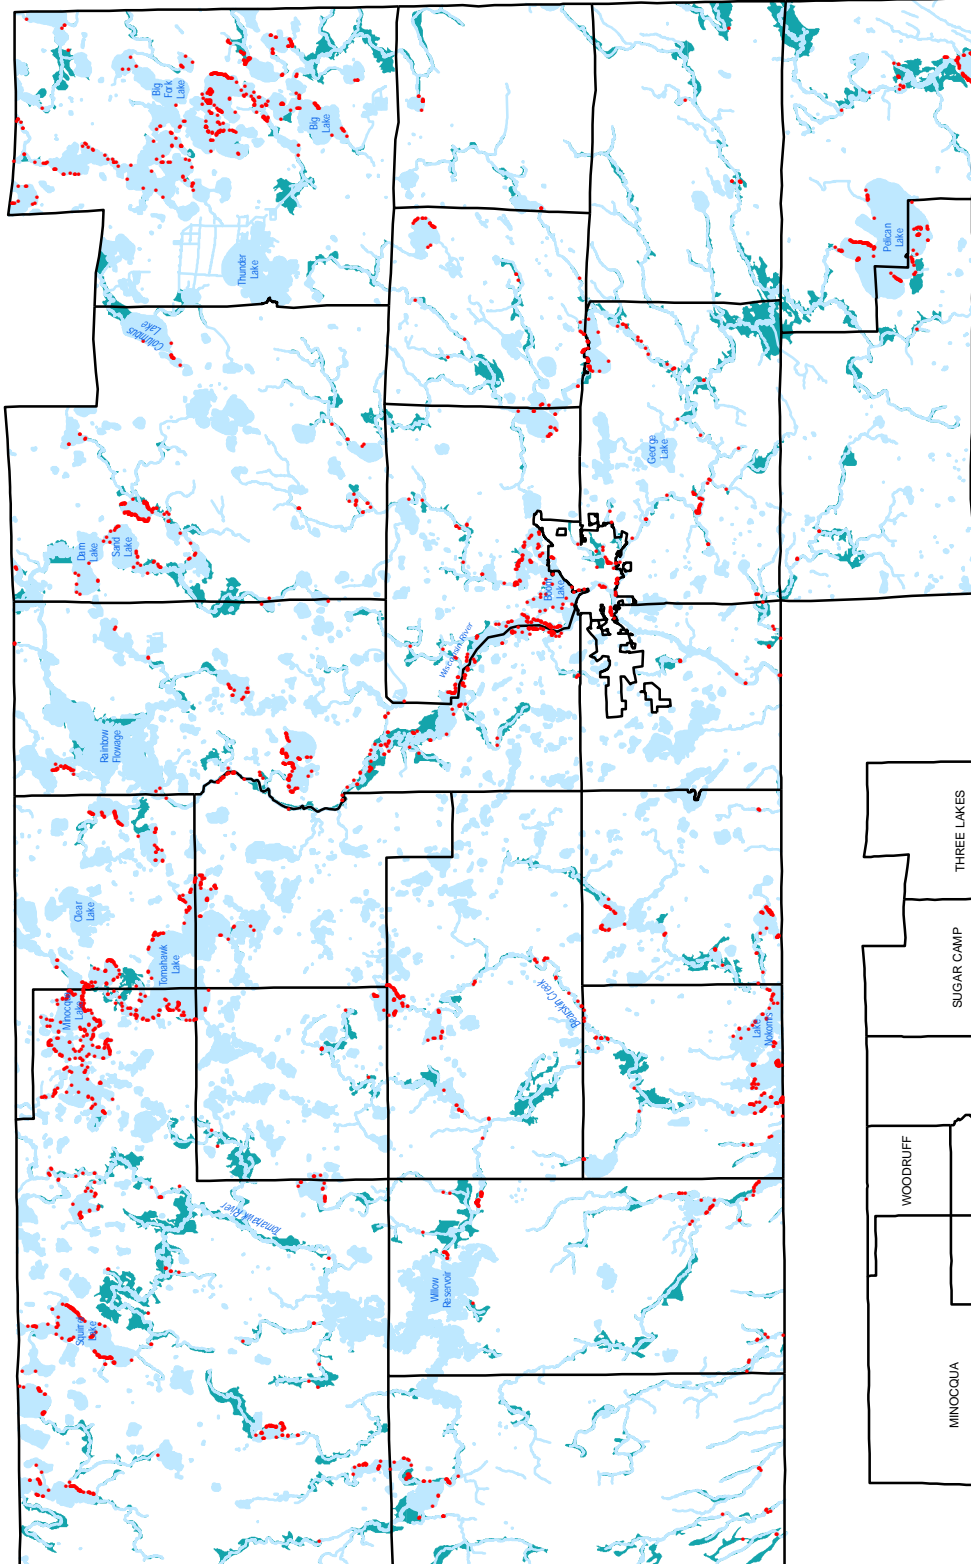 Big
Fork
Lake
Big
Lake
Thunder
Lake
Columbus
Lake
Pelican
Lake
George
Lake
Dam
Lake
Sand
Lake
Boom
Lake
Wisconsin River
Rainbow
Flowage
Clear
Lake
Tomahawk
Lake
Minocqua
Lake
Bearskin Creek
Lake
Nokomis
Tomahawk River
Willow
Reservoir
Squirrel
Lake
THREE LAKES
SUGAR CAMP
WOODRUFF
MINOCQUA